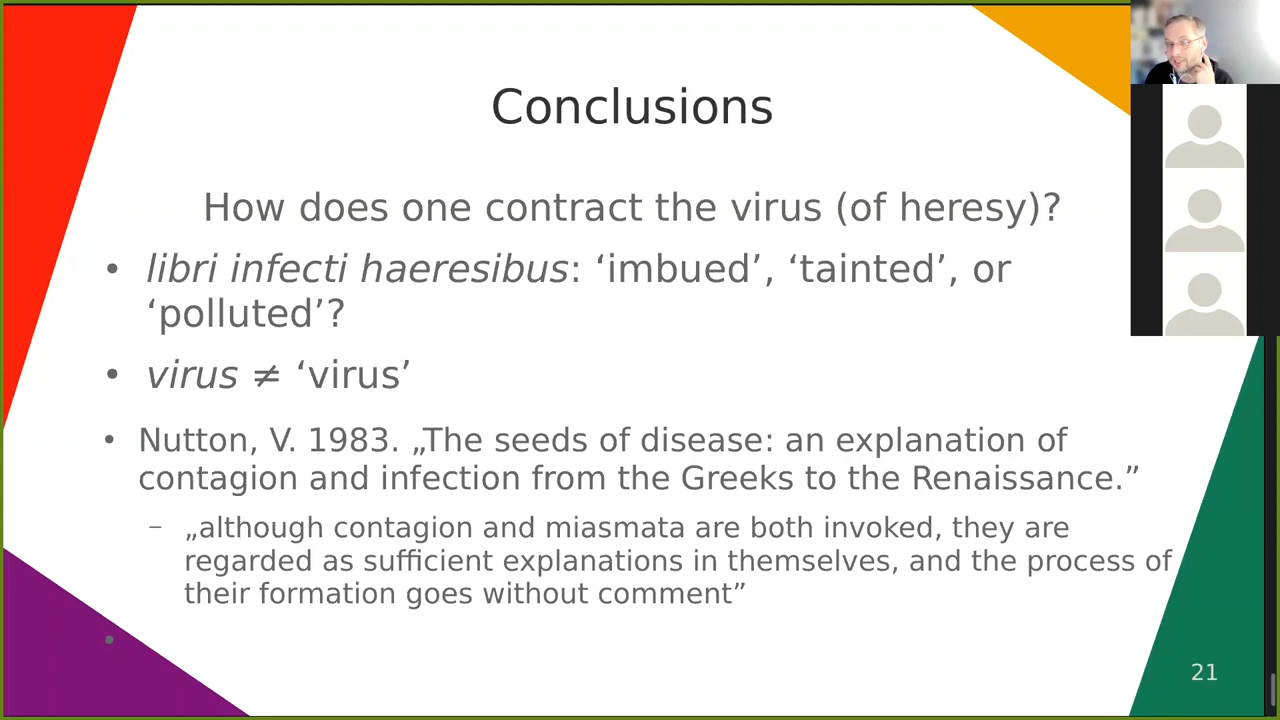 Conclusions
How does one contract the virus (of heresy)?
• libri infecti haeresibus: ‘imbued’, ‘tainted’, or
‘polluted’?
• virus ≠ ‘virus’
• Nutton, V. 1983. „The seeds of disease: an explanation of
contagion and infection from the Greeks to the Renaissance.”
– „although contagion and miasmata are both invoked, they are
regarded as sufficient explanations in themselves, and the process of
their formation goes without comment”
•
21